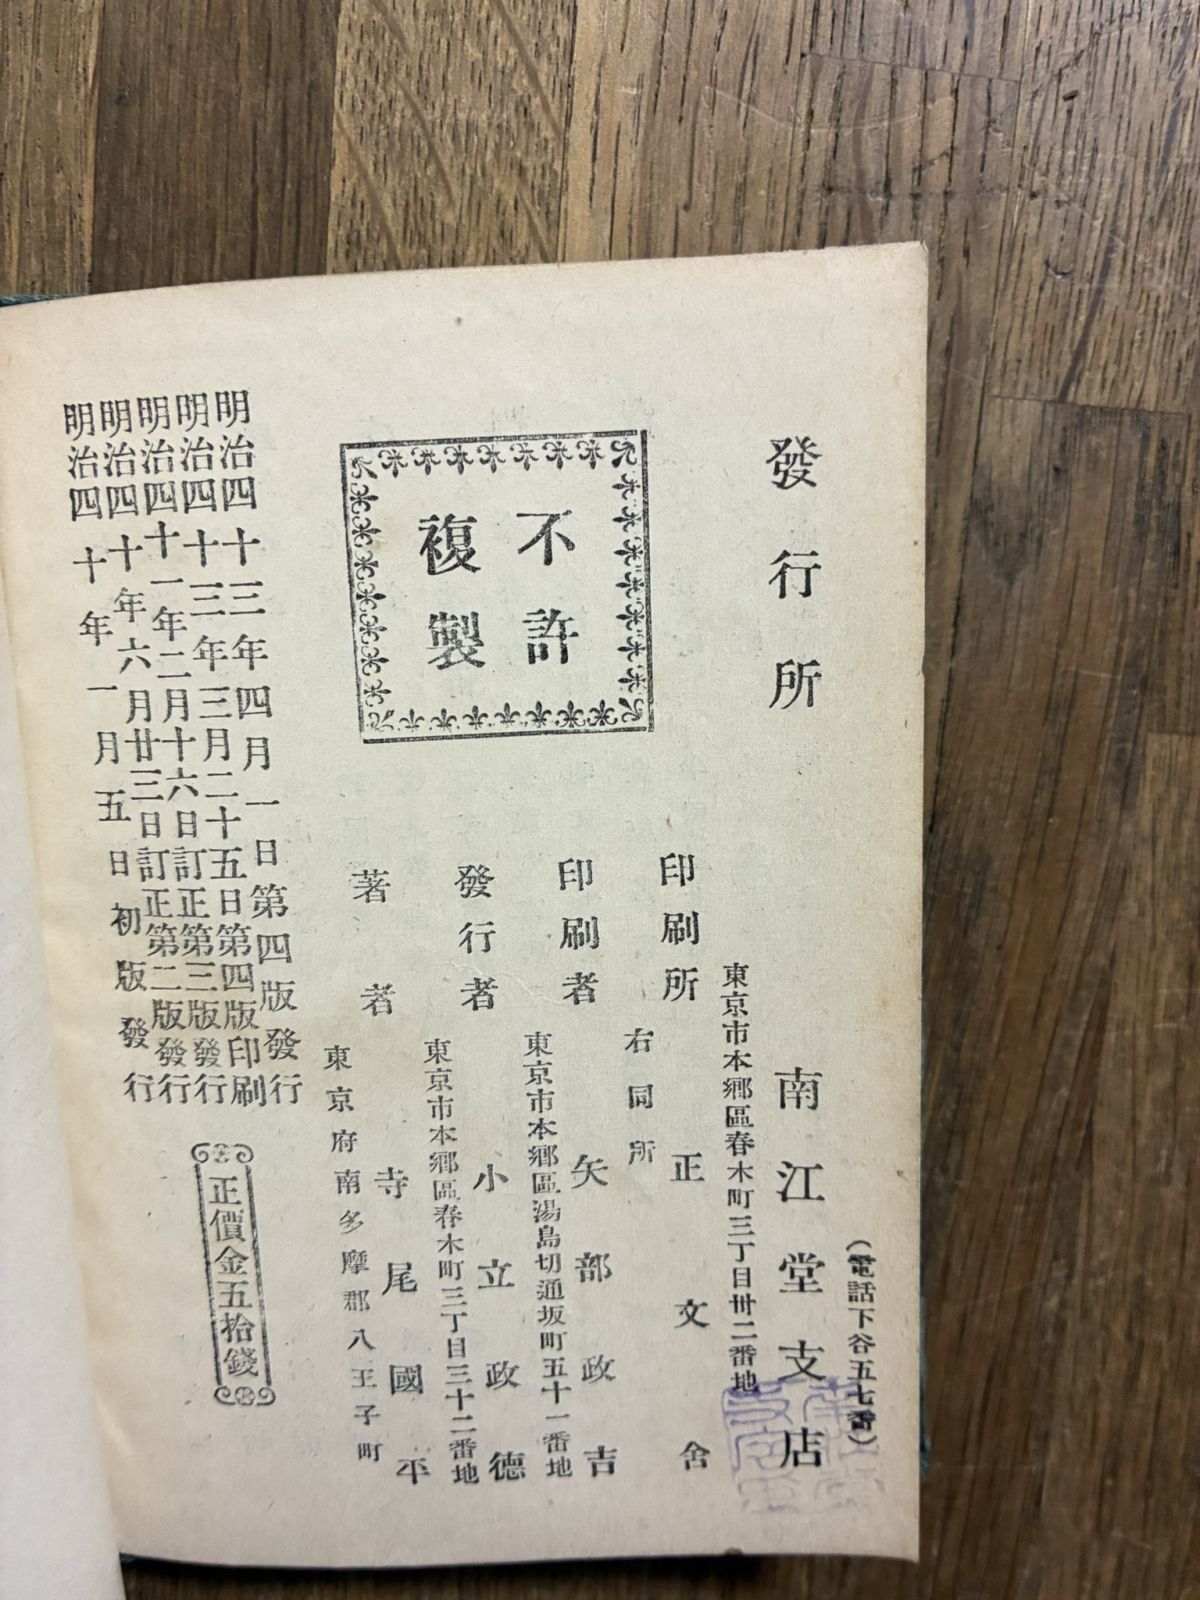 明治四十三年四月一日第四版發行
明治四十三年三月二十五日第四版印刷
明治四十一年二月十六日訂正第三版發行
明治四十年六月廿三日訂正第二版發行
明治四十年一月五日初版發行
正價金五拾錢
不許
複製
著者
東京府南多摩郡八王子町
寺尾國平
發行者
東京市本鄉區春木町三丁目三十二番地
小立政德
印刷者
東京市本鄉區湯島切通坂町五十一番地
矢部政吉
印刷所
右同所
正文舍
發行所
東京市本鄉區春木町三丁目卅二番地
南江堂支店
(電話下谷五七番)